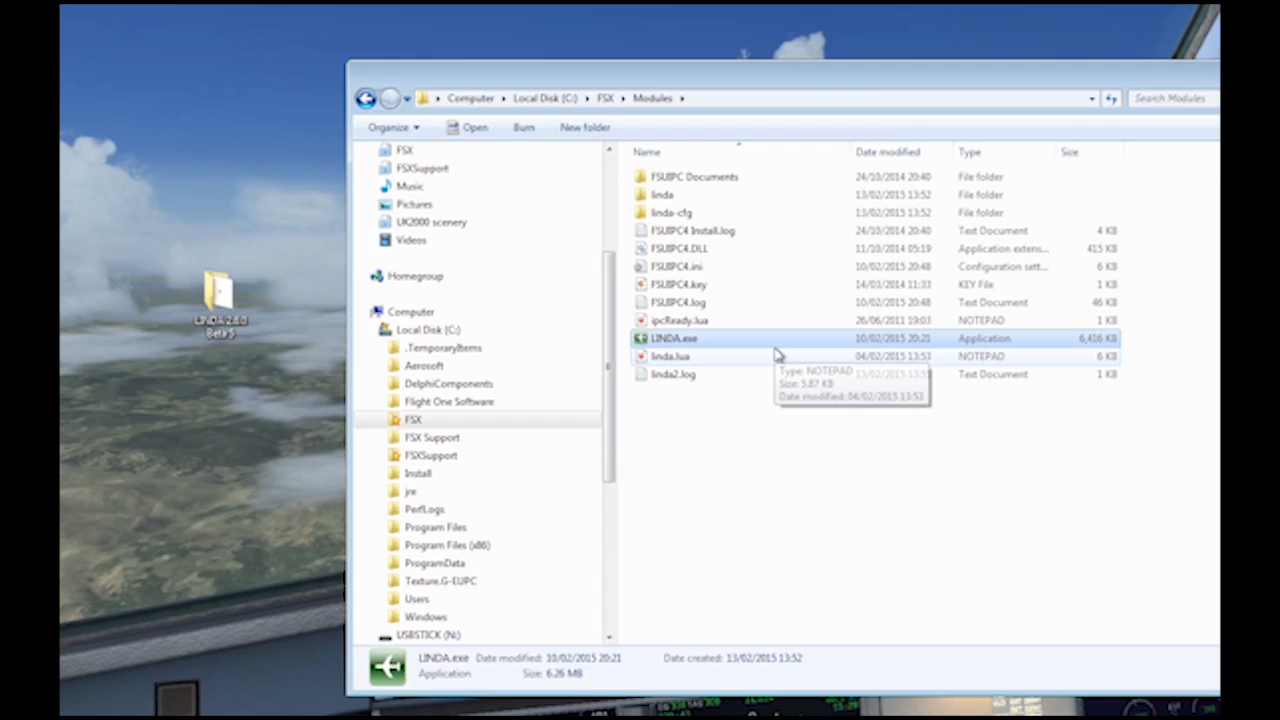 Computer Local Disk (C:) FSX Modules
Search Modules
Organize Open Burn New folder
FSX
FSXSupport
Music
Pictures
UK2000 scenery
Videos
Homegroup
Computer
Local Disk (C:)
.TemporaryItems
Aerosoft
DelphiComponents
Flight One Software
FSX
FSX Support
FSXSupport
Install
jre
PerfLogs
Program Files
Program Files (x86)
ProgramData
Texture.G-EUPC
Users
Windows
USBSTICK (N:)
Name Date modified Type Size
FSUIPC Documents 24/10/2014 20:40 File folder
linda 13/02/2015 13:52 File folder
linda-cfg 13/02/2015 13:52 File folder
FSUIPC4 Install.log 24/10/2014 20:40 Text Document 4 KB
FSUIPC4.DLL 11/10/2014 05:19 Application extens... 415 KB
FSUIPC4.ini 10/02/2015 20:48 Configuration sett... 6 KB
FSUIPC4.key 14/03/2014 11:33 KEY File 1 KB
FSUIPC4.log 10/02/2015 20:48 Text Document 46 KB
ipcReady.lua 26/06/2011 19:03 NOTEPAD 1 KB
LINDA.exe 10/02/2015 20:21 Application 6,416 KB
linda.lua 04/02/2015 13:53 NOTEPAD 6 KB
linda2.log Text Document 1 KB
Type: NOTEPAD
Size: 5.87 KB
Date modified: 04/02/2015 13:53
LINDA 2.6.0
Beta 5
LINDA.exe Date modified: 10/02/2015 20:21 Date created: 13/02/2015 13:52
Application Size: 6.26 MB